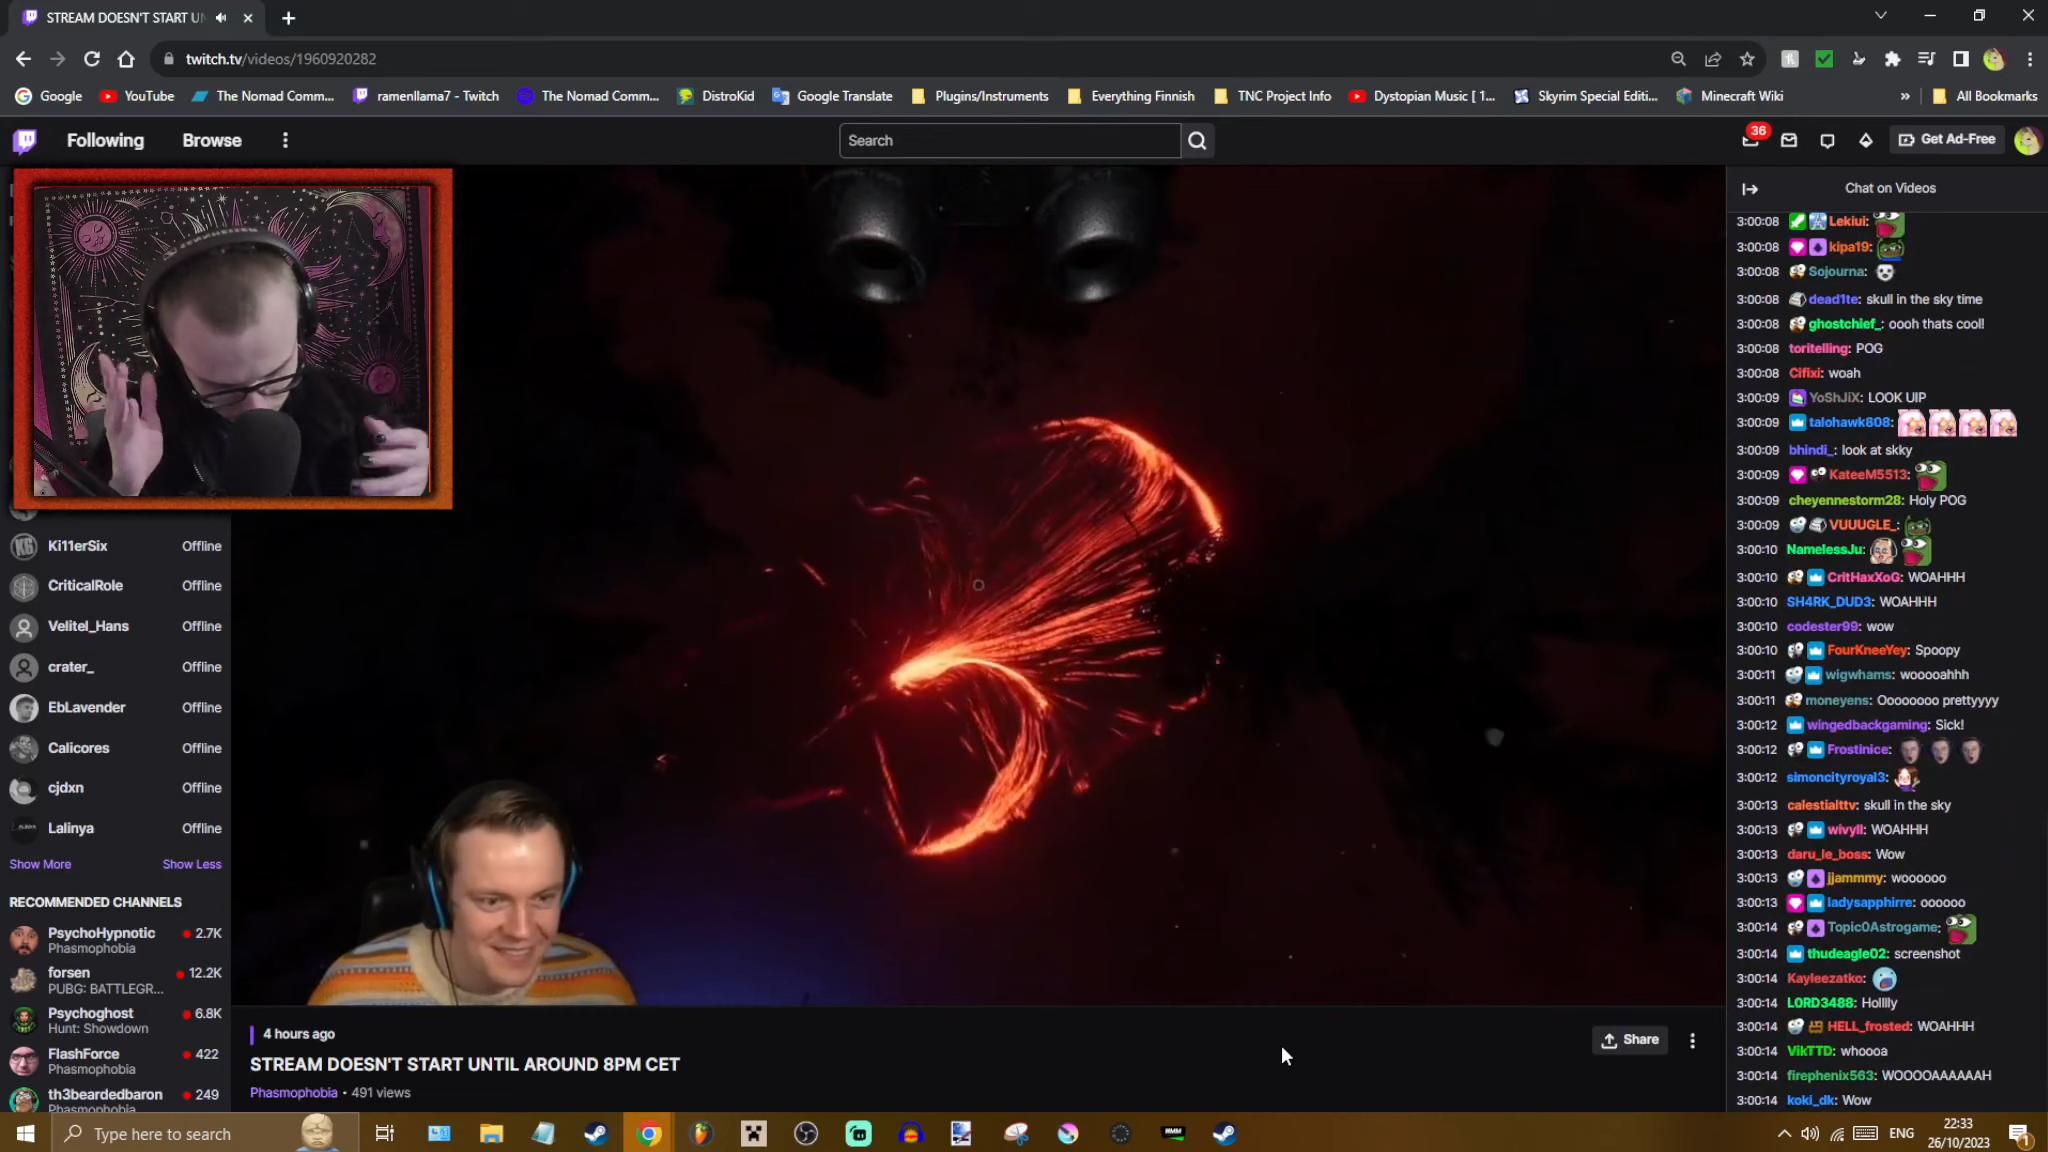 STREAM DOESN'T START UN
twitch.tv/videos/1960920282
Google
YouTube
The Nomad Comm...
ramenllama7 - Twitch
The Nomad Comm...
DistroKid
Google Translate
Plugins/Instruments
Everything Finnish
TNC Project Info
Dystopian Music [ 1...
Skyrim Special Editi...
Minecraft Wiki
»
All Bookmarks
Following
Browse
Search
36
Get Ad-Free
Chat on Videos
3:00:08 Lekiui:
3:00:08 kipa19:
3:00:08 Sojourna:
3:00:08 dead1te: skull in the sky time
3:00:08 ghostchief_: oooh thats cool!
3:00:08 toritelling: POG
3:00:08 Cifixi: woah
3:00:09 YoShJiX: LOOK UIP
3:00:09 talohawk808:
3:00:09 bhindi_: look at skky
3:00:09 KateeM5513:
3:00:09 cheyennestorm28: Holy POG
3:00:09 VUUUGLE_:
3:00:10 NamelessJu:
3:00:10 CritHaxXoG: WOAHHH
3:00:10 SH4RK_DUD3: WOAHHH
3:00:10 codester99: wow
3:00:10 FourKneeYey: Spoopy
3:00:11 wigwhams: wooooahhh
3:00:11 moneyens: Oooooooo prettyyyy
3:00:12 wingedbackgaming: Sick!
3:00:12 Frostinice:
3:00:12 simoncityroyal3:
3:00:13 calestialttv: skull in the sky
3:00:13 wivyll: WOAHHH
3:00:13 daru_le_boss: Wow
3:00:13 jjammmy: woooooo
3:00:13 ladysapphirre: oooooo
3:00:14 Topic0Astrogame:
3:00:14 thudeagle02: screenshot
3:00:14 Kayleezatko:
3:00:14 L0RD3488: Holllly
3:00:14 HELL_frosted: WOAHHH
3:00:14 VikTTD: whoooa
3:00:14 firephenix563: WOOOOAAAAAAH
3:00:14 koki_dk: Wow
Ki11erSix Offline
CriticalRole Offline
Velitel_Hans Offline
crater_ Offline
EbLavender Offline
Calicores Offline
cjdxn Offline
Lalinya Offline
Show More Show Less
RECOMMENDED CHANNELS
PsychoHypnotic 2.7K
Phasmophobia
forsen 12.2K
PUBG: BATTLEGR...
Psychoghost 6.8K
Hunt: Showdown
FlashForce 422
Phasmophobia
th3beardedbaron 249
Phasmophobia
4 hours ago
STREAM DOESN'T START UNTIL AROUND 8PM CET
Phasmophobia • 491 views
Share
Type here to search
ENG
22:33
26/10/2023
1